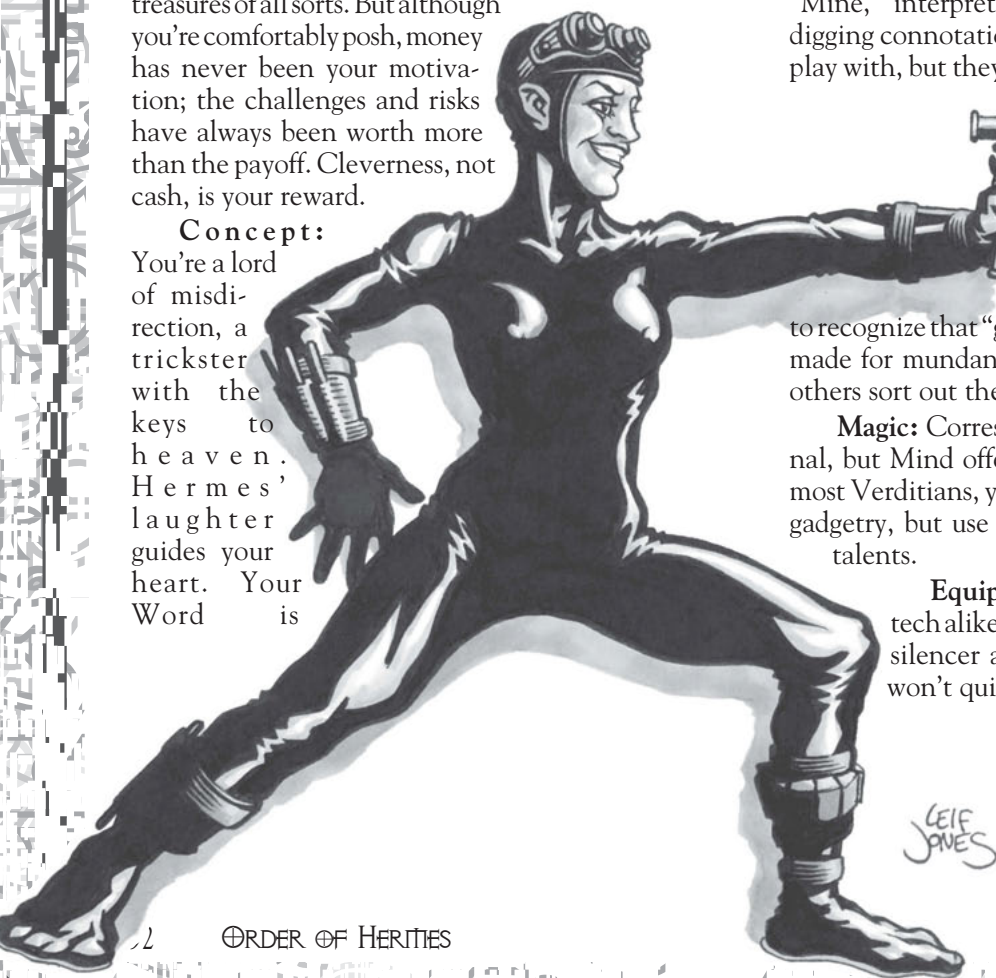 treasures of all sorts. But although
you're comfortably posh, money
has never been your motiva-
tion; the challenges and risks
have always been worth more
than the payoff. Cleverness, not
cash, is your reward.
Concept:
You're a lord
of misdi-
rection, a
trickster
with the
keys to
heaven.
Hermes'
laughter
guides your
heart. Your
Word is
Mine, interpret
digging connotatio
play with, but they
to recognize that "g
made for mundan
others sort out the
Magic: Corres
nal, but Mind offe
most Verditians, y
gadgetry, but use
talents.
Equip
tech alike
silencer a
won't qui
LEIF
JONES
2 ORDER OF HERMES